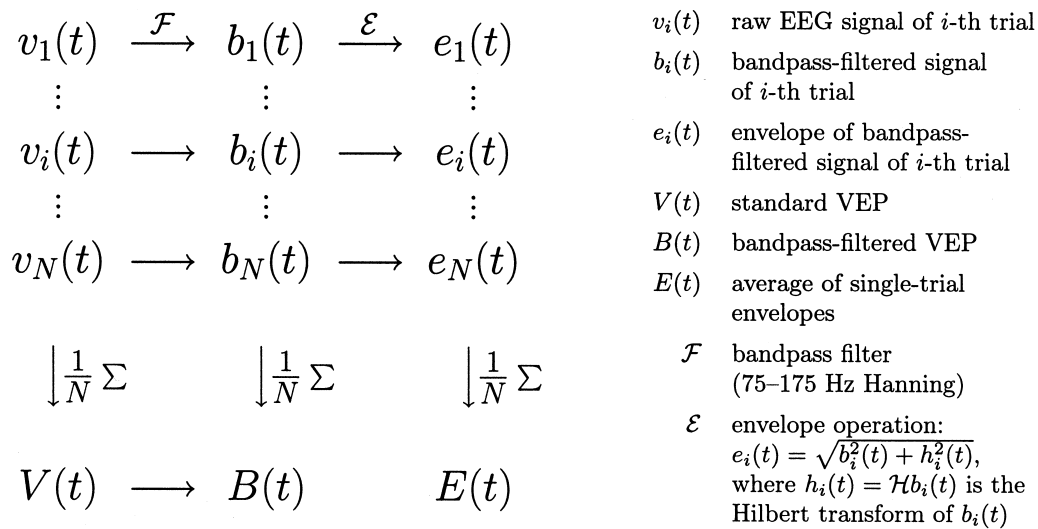 v₁(t) —ℱ→ b₁(t) —ℰ→ e₁(t)
⋮ ⋮ ⋮
vᵢ(t) ⟶ bᵢ(t) ⟶ eᵢ(t)
⋮ ⋮ ⋮
v_N(t) ⟶ b_N(t) ⟶ e_N(t)
↓ 1/N Σ ↓ 1/N Σ ↓ 1/N Σ
V(t) ⟶ B(t) E(t)
vᵢ(t) raw EEG signal of i-th trial
bᵢ(t) bandpass-filtered signal
of i-th trial
eᵢ(t) envelope of bandpass-
filtered signal of i-th trial
V(t) standard VEP
B(t) bandpass-filtered VEP
E(t) average of single-trial
envelopes
ℱ bandpass filter
(75–175 Hz Hanning)
ℰ envelope operation:
eᵢ(t) = √(bᵢ²(t) + hᵢ²(t)),
where hᵢ(t) = ℋbᵢ(t) is the
Hilbert transform of bᵢ(t)